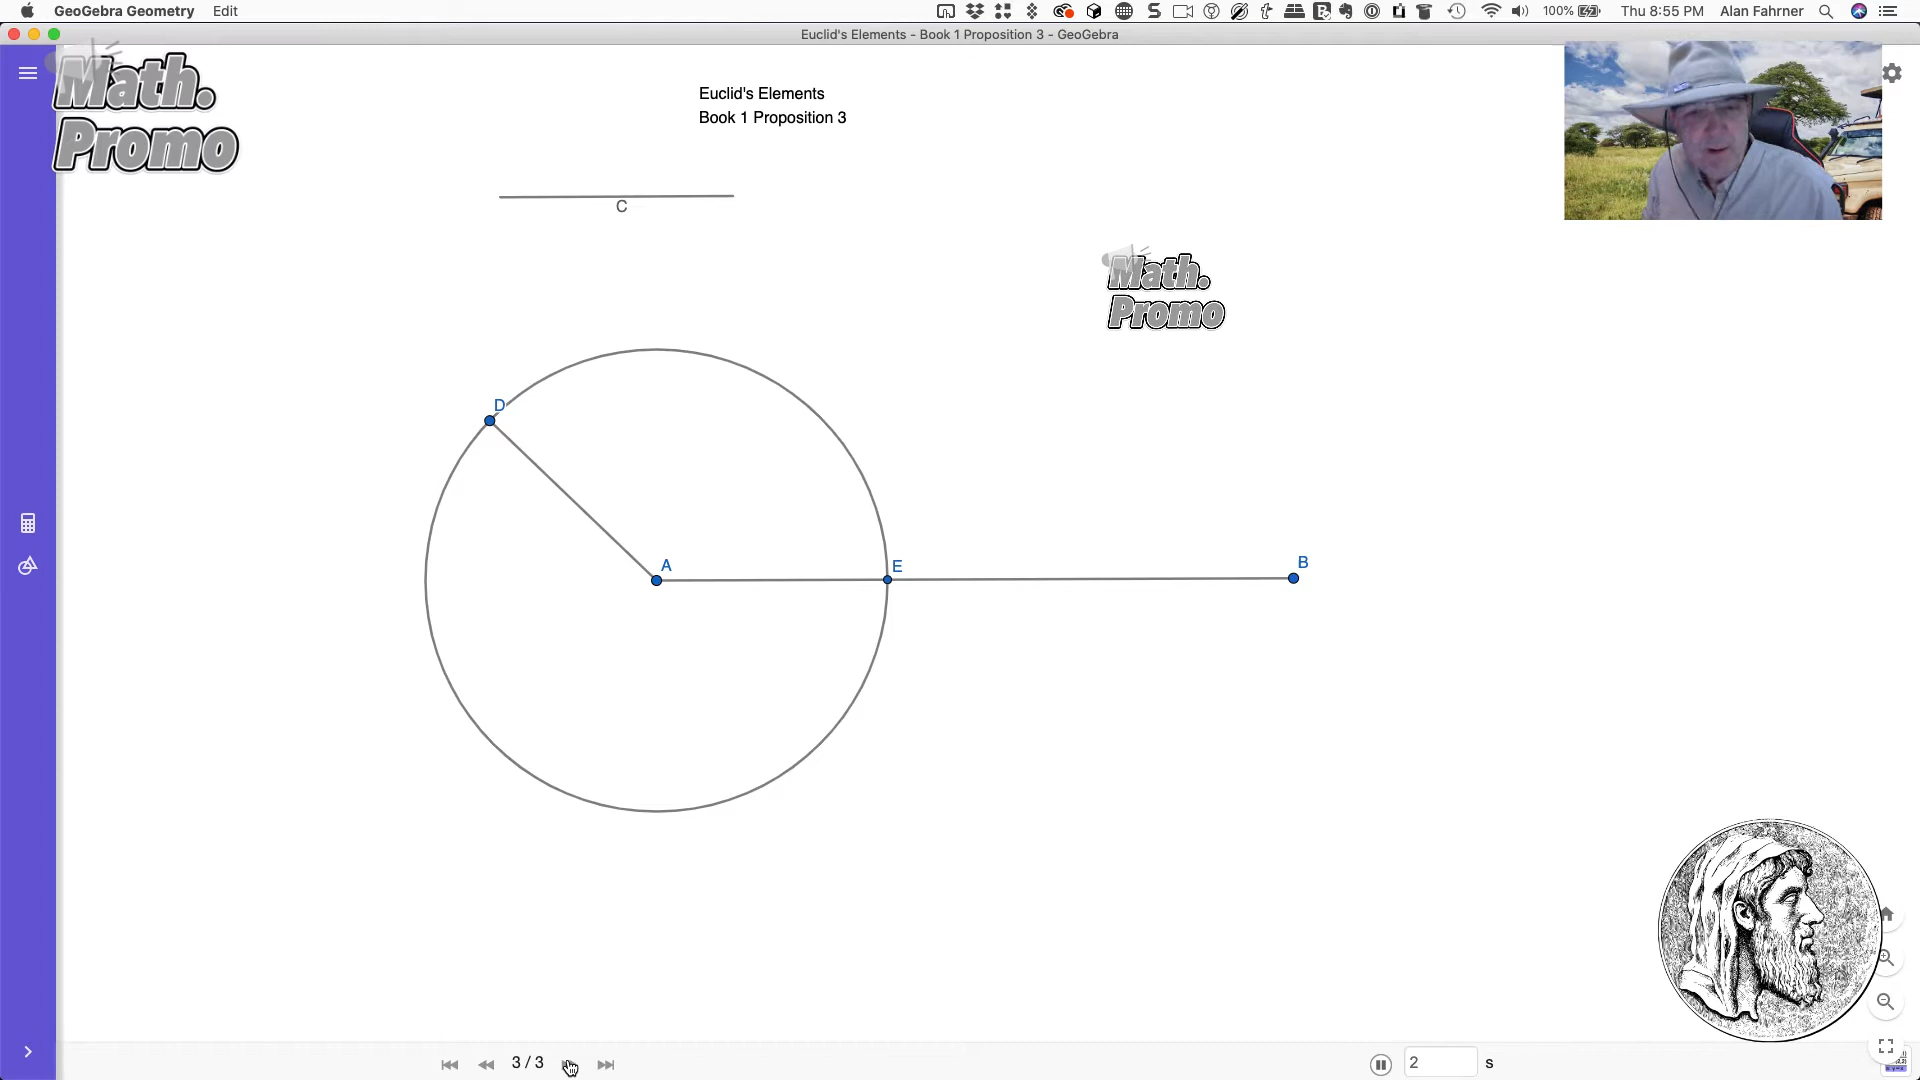 GeoGebra Geometry Edit 100% Thu 8:55 PM Alan Fahrner
Euclid's Elements - Book 1 Proposition 3 - GeoGebra
Math.
Promo
Euclid's Elements
Book 1 Proposition 3
C
Math.
Promo
D
A
E
B
3 / 3
2 s